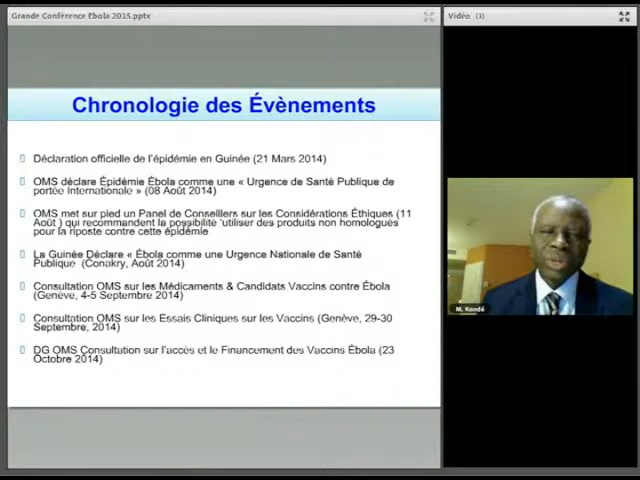 Grande Conférence Ebola 2015.pptx
Vidéo (1)
Chronologie des Évènements
Déclaration officielle de l'épidémie en Guinée (21 Mars 2014)
OMS déclare Épidémie Ébola comme une « Urgence de Santé Publique de
portée Internationale » (08 Août 2014)
OMS met sur pied un Panel de Conseillers sur les Considérations Éthiques (11
Août ) qui recommandent la possibilité 'utiliser des produits non homologués
pour la riposte contre cette épidémie
La Guinée Déclare « Ébola comme une Urgence Nationale de Santé
Publique (Conakry, Août 2014)
Consultation OMS sur les Médicaments & Candidats Vaccins contre Ébola
(Genève, 4-5 Septembre 2014)
Consultation OMS sur les Essais Cliniques sur les Vaccins (Genève, 29-30
Septembre, 2014)
DG OMS Consultation sur l'accès et le Financement des Vaccins Ébola (23
Octobre 2014)
M. Kondé